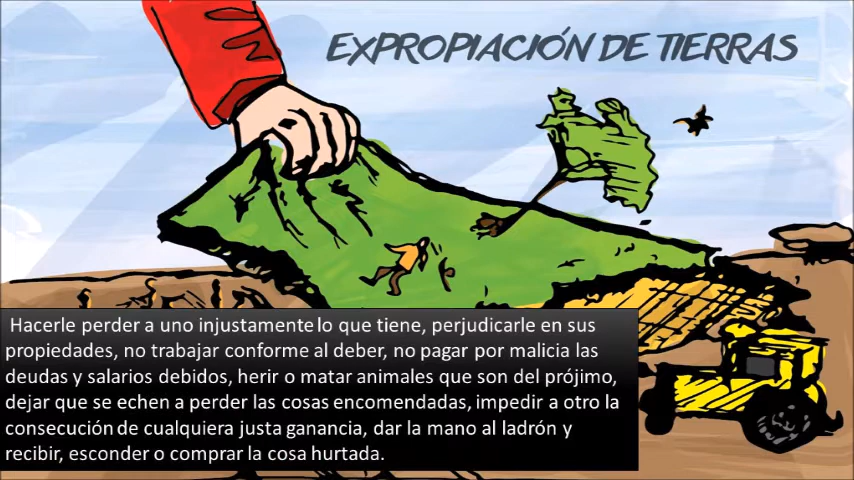 EXPROPIACIÓN DE TIERRAS
Hacerle perder a uno injustamente lo que tiene, perjudicarle en sus
propiedades, no trabajar conforme al deber, no pagar por malicia las
deudas y salarios debidos, herir o matar animales que son del prójimo,
dejar que se echen a perder las cosas encomendadas, impedir a otro la
consecución de cualquiera justa ganancia, dar la mano al ladrón y
recibir, esconder o comprar la cosa hurtada.